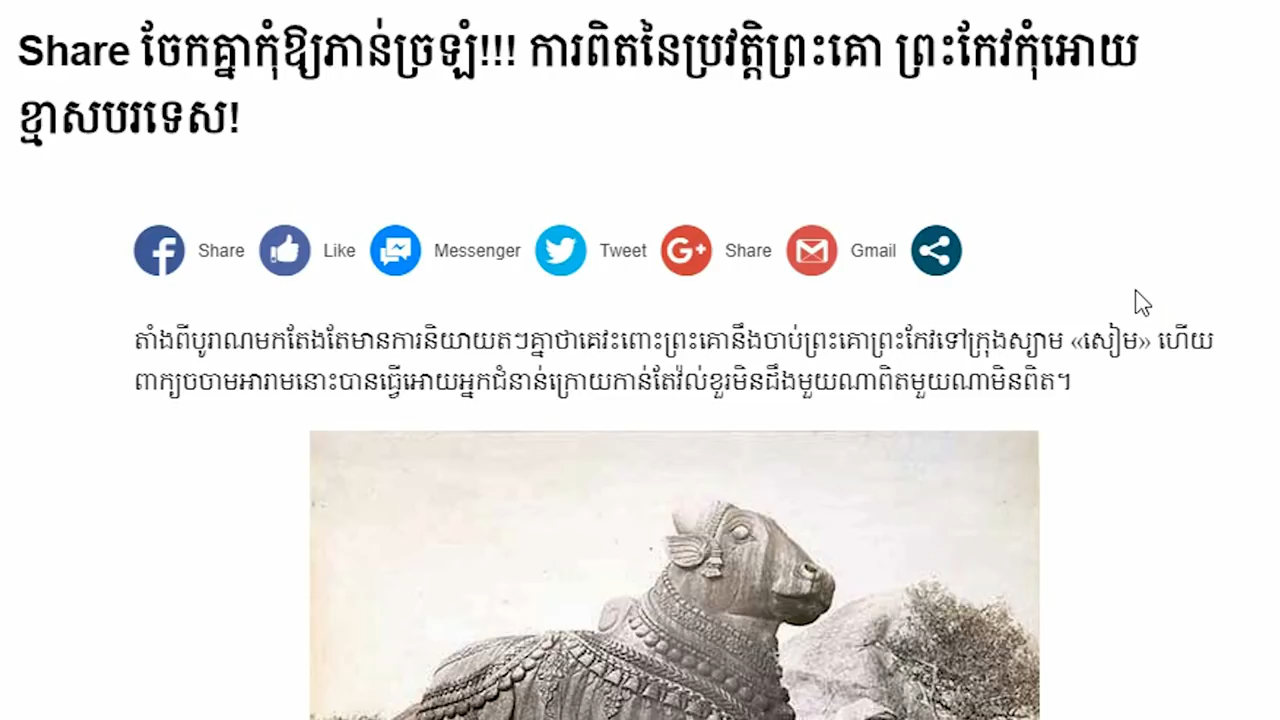 Share ចែកគ្នាកុំឱ្យភាន់ច្រឡំ!!! ការពិតនៃប្រវត្តិព្រះគោ ព្រះកែវកុំអោយ
ខ្មាសបរទេស!
Share Like Messenger Tweet Share Gmail
តាំងពីបូរាណមកតែងតែមានការនិយាយតៗគ្នាថាគេវះពោះព្រះគោនឹងចាប់ព្រះគោព្រះកែវទៅក្រុងស្យាម «សៀម» ហើយ
ពាក្យចចាមអារាមនោះបានធ្វើអោយអ្នកជំនាន់ក្រោយកាន់តែវ៉ល់ខួរមិនដឹងមួយណាពិតមួយណាមិនពិត។